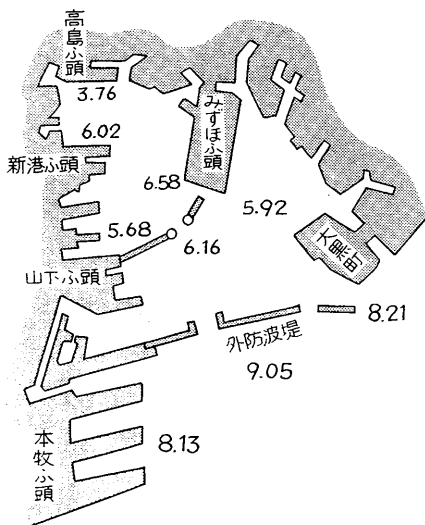 高島ふ頭
3.76
みずほふ頭
6.02
新港ふ頭
6.58
5.92
5.68
6.16
大黒町
山下ふ頭
8.21
外防波堤
9.05
8.13
本牧ふ頭